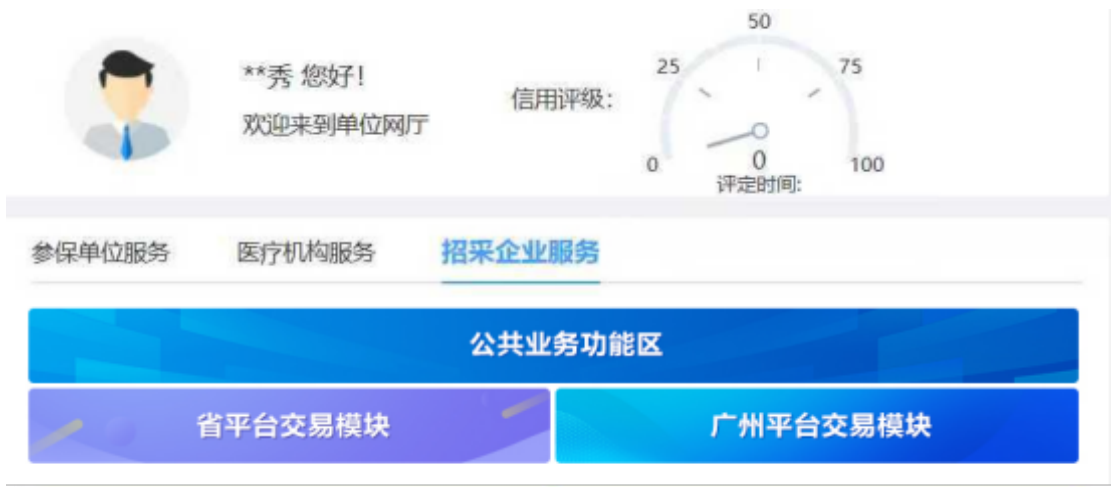 **秀 您好！
欢迎来到单位网厅
信用评级：
0
25
50
75
100
0
评定时间:
参保单位服务 医疗机构服务 招采企业服务
公共业务功能区
省平台交易模块 广州平台交易模块